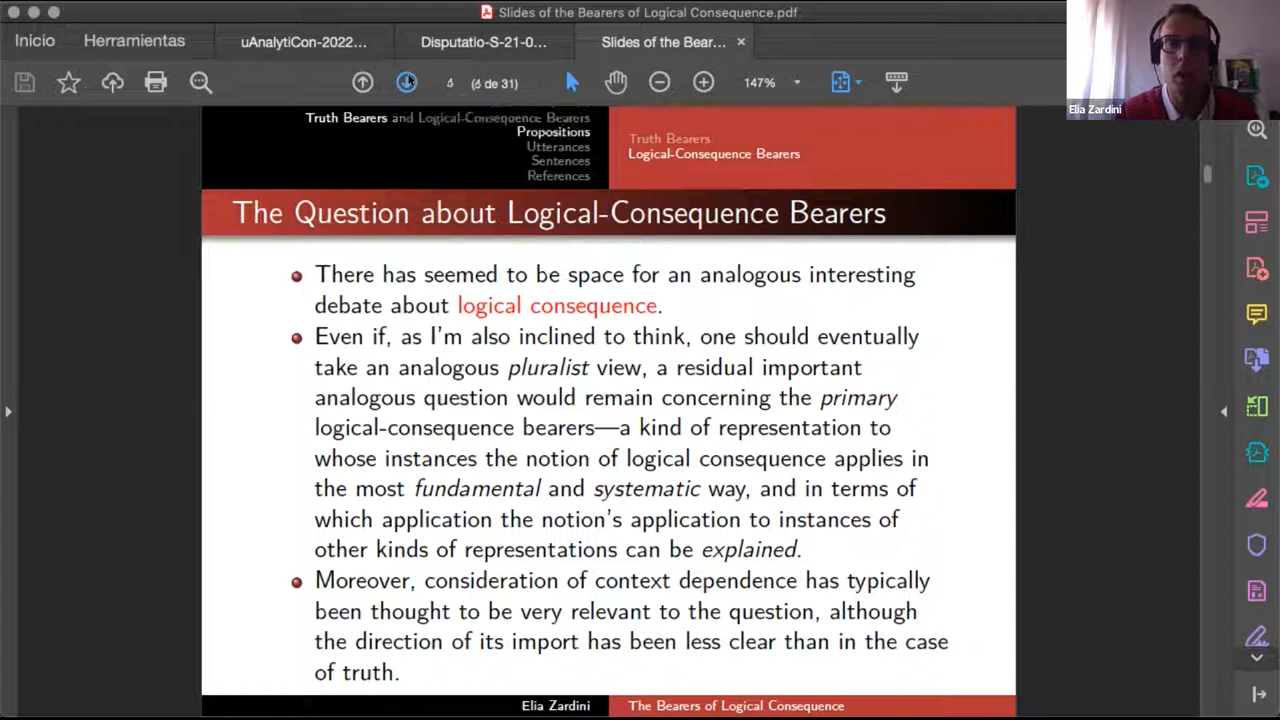 Slides of the Bearers of Logical Consequence.pdf
Inicio Herramientas uAnalytiCon-2022... Disputatio-S-21-0... Slides of the Bear... ×
(6 de 31) 147%
Elia Zardini
Truth Bearers and Logical-Consequence Bearers
Propositions
Utterances
Sentences
References
Truth Bearers
Logical-Consequence Bearers
The Question about Logical-Consequence Bearers
There has seemed to be space for an analogous interesting
debate about logical consequence.
Even if, as I'm also inclined to think, one should eventually
take an analogous pluralist view, a residual important
analogous question would remain concerning the primary
logical-consequence bearers—a kind of representation to
whose instances the notion of logical consequence applies in
the most fundamental and systematic way, and in terms of
which application the notion's application to instances of
other kinds of representations can be explained.
Moreover, consideration of context dependence has typically
been thought to be very relevant to the question, although
the direction of its import has been less clear than in the case
of truth.
Elia Zardini The Bearers of Logical Consequence